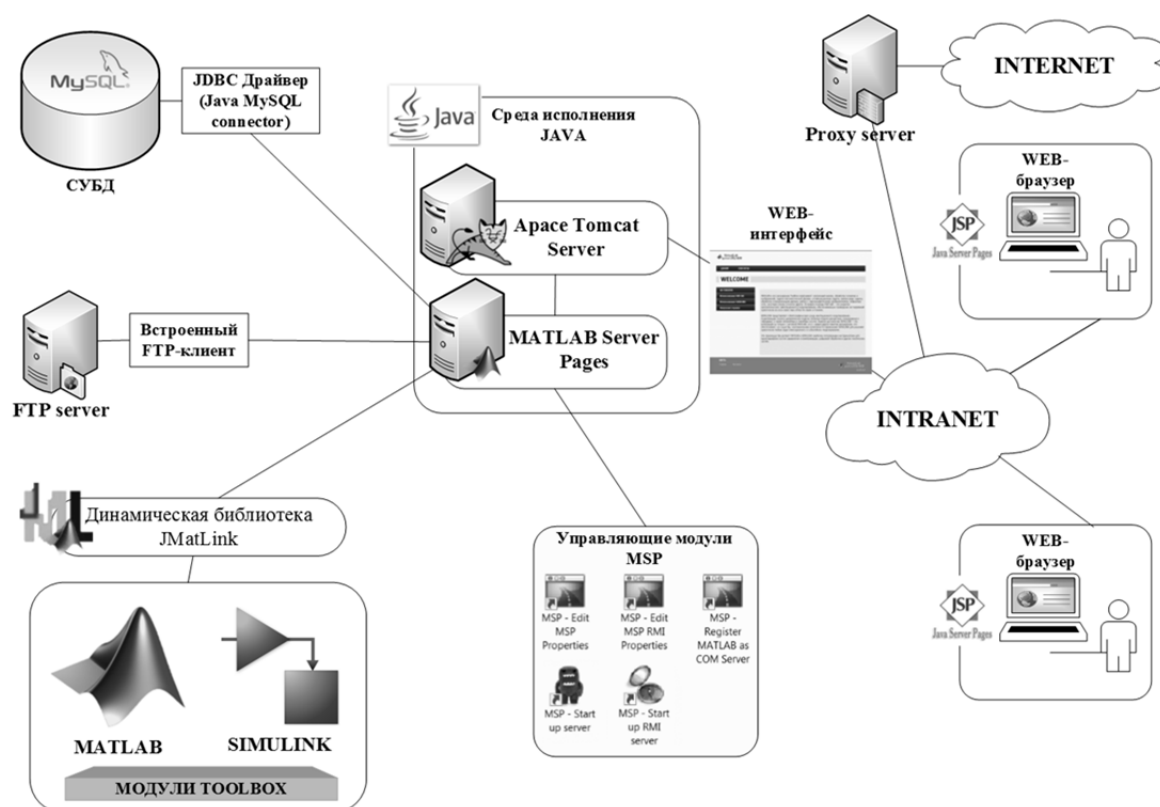 MySQL
СУБД
JDBC Драйвер
(Java MySQL
connector)
Java
Среда исполнения
JAVA
Apace Tomcat
Server
MATLAB Server
Pages
Встроенный
FTP-клиент
FTP server
WEB-
интерфейс
WELCOME
Proxy server
INTERNET
WEB-
браузер
JSP
Java Server Pages
INTRANET
WEB-
браузер
JSP
Java Server Pages
Динамическая библиотека
JMatLink
MATLAB
SIMULINK
МОДУЛИ TOOLBOX
Управляющие модули
MSP
MSP - Edit
MSP
Properties
MSP - Edit
MSP RMI
Properties
MSP -
Register
MATLAB as
COM Server
MSP - Start
up server
MSP - Start
up RMI
server